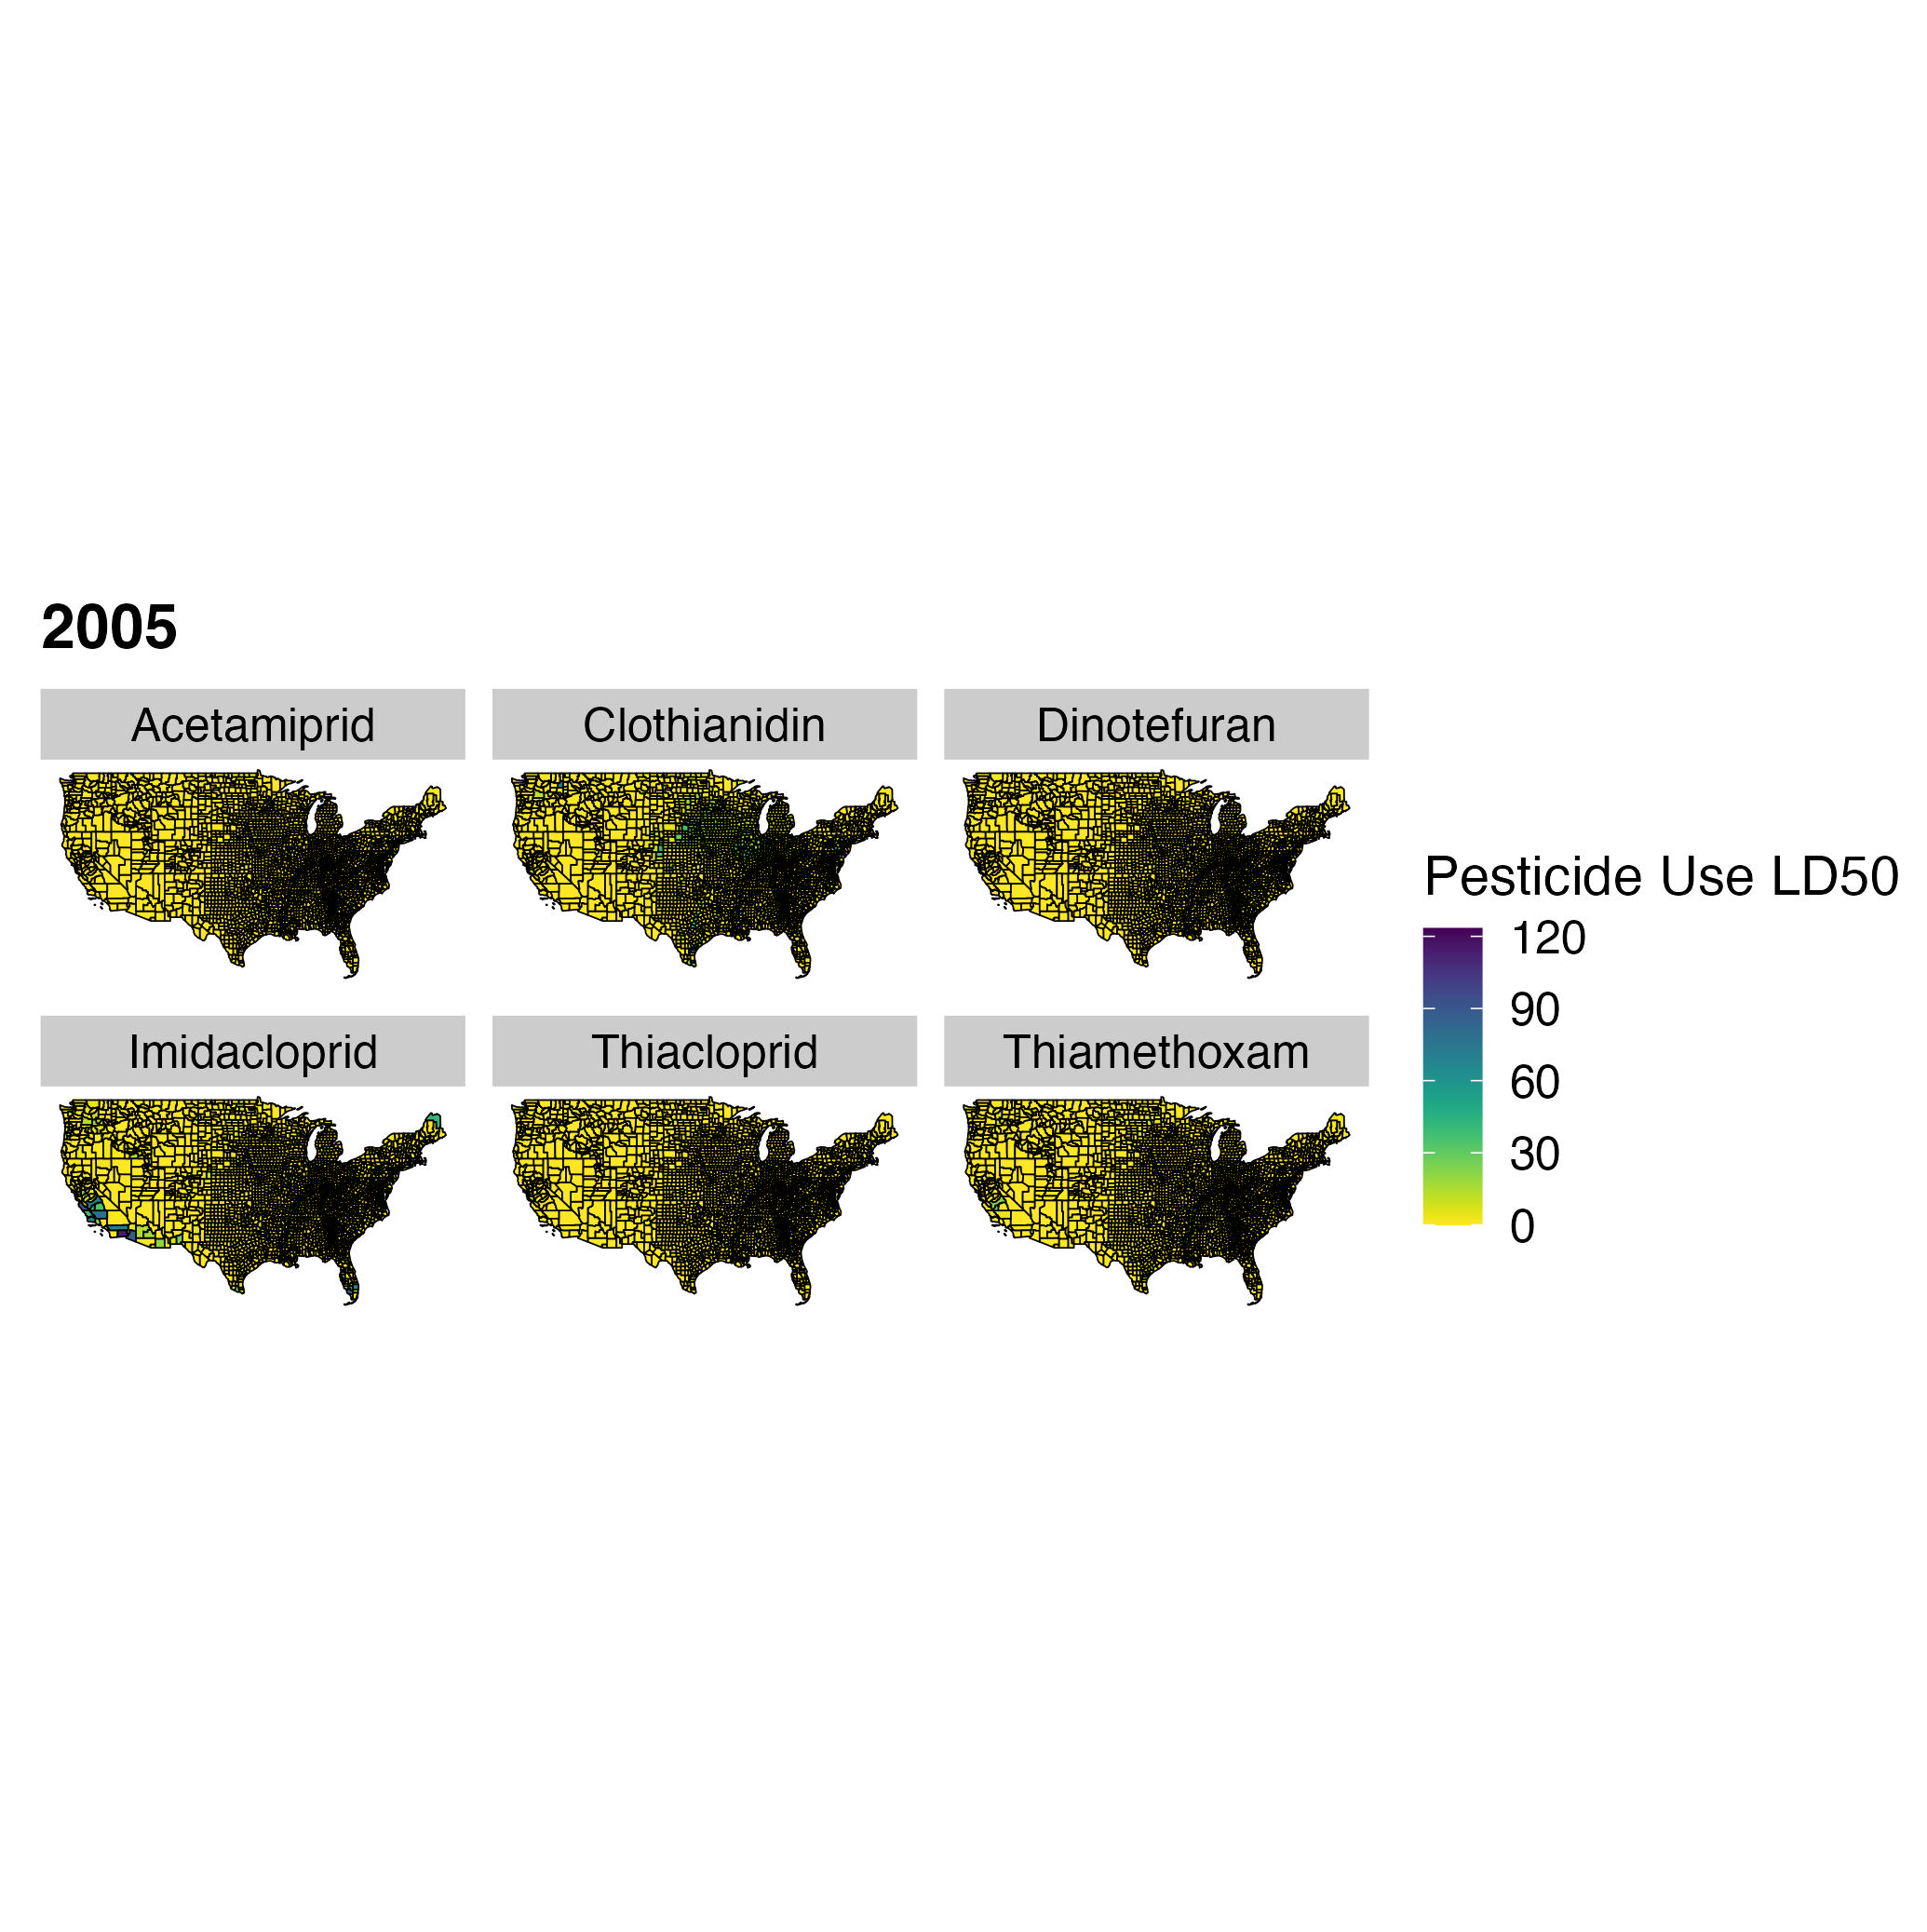 2005
Acetamiprid
Clothianidin
Dinotefuran
Imidacloprid
Thiacloprid
Thiamethoxam
Pesticide Use LD50
120
90
60
30
0